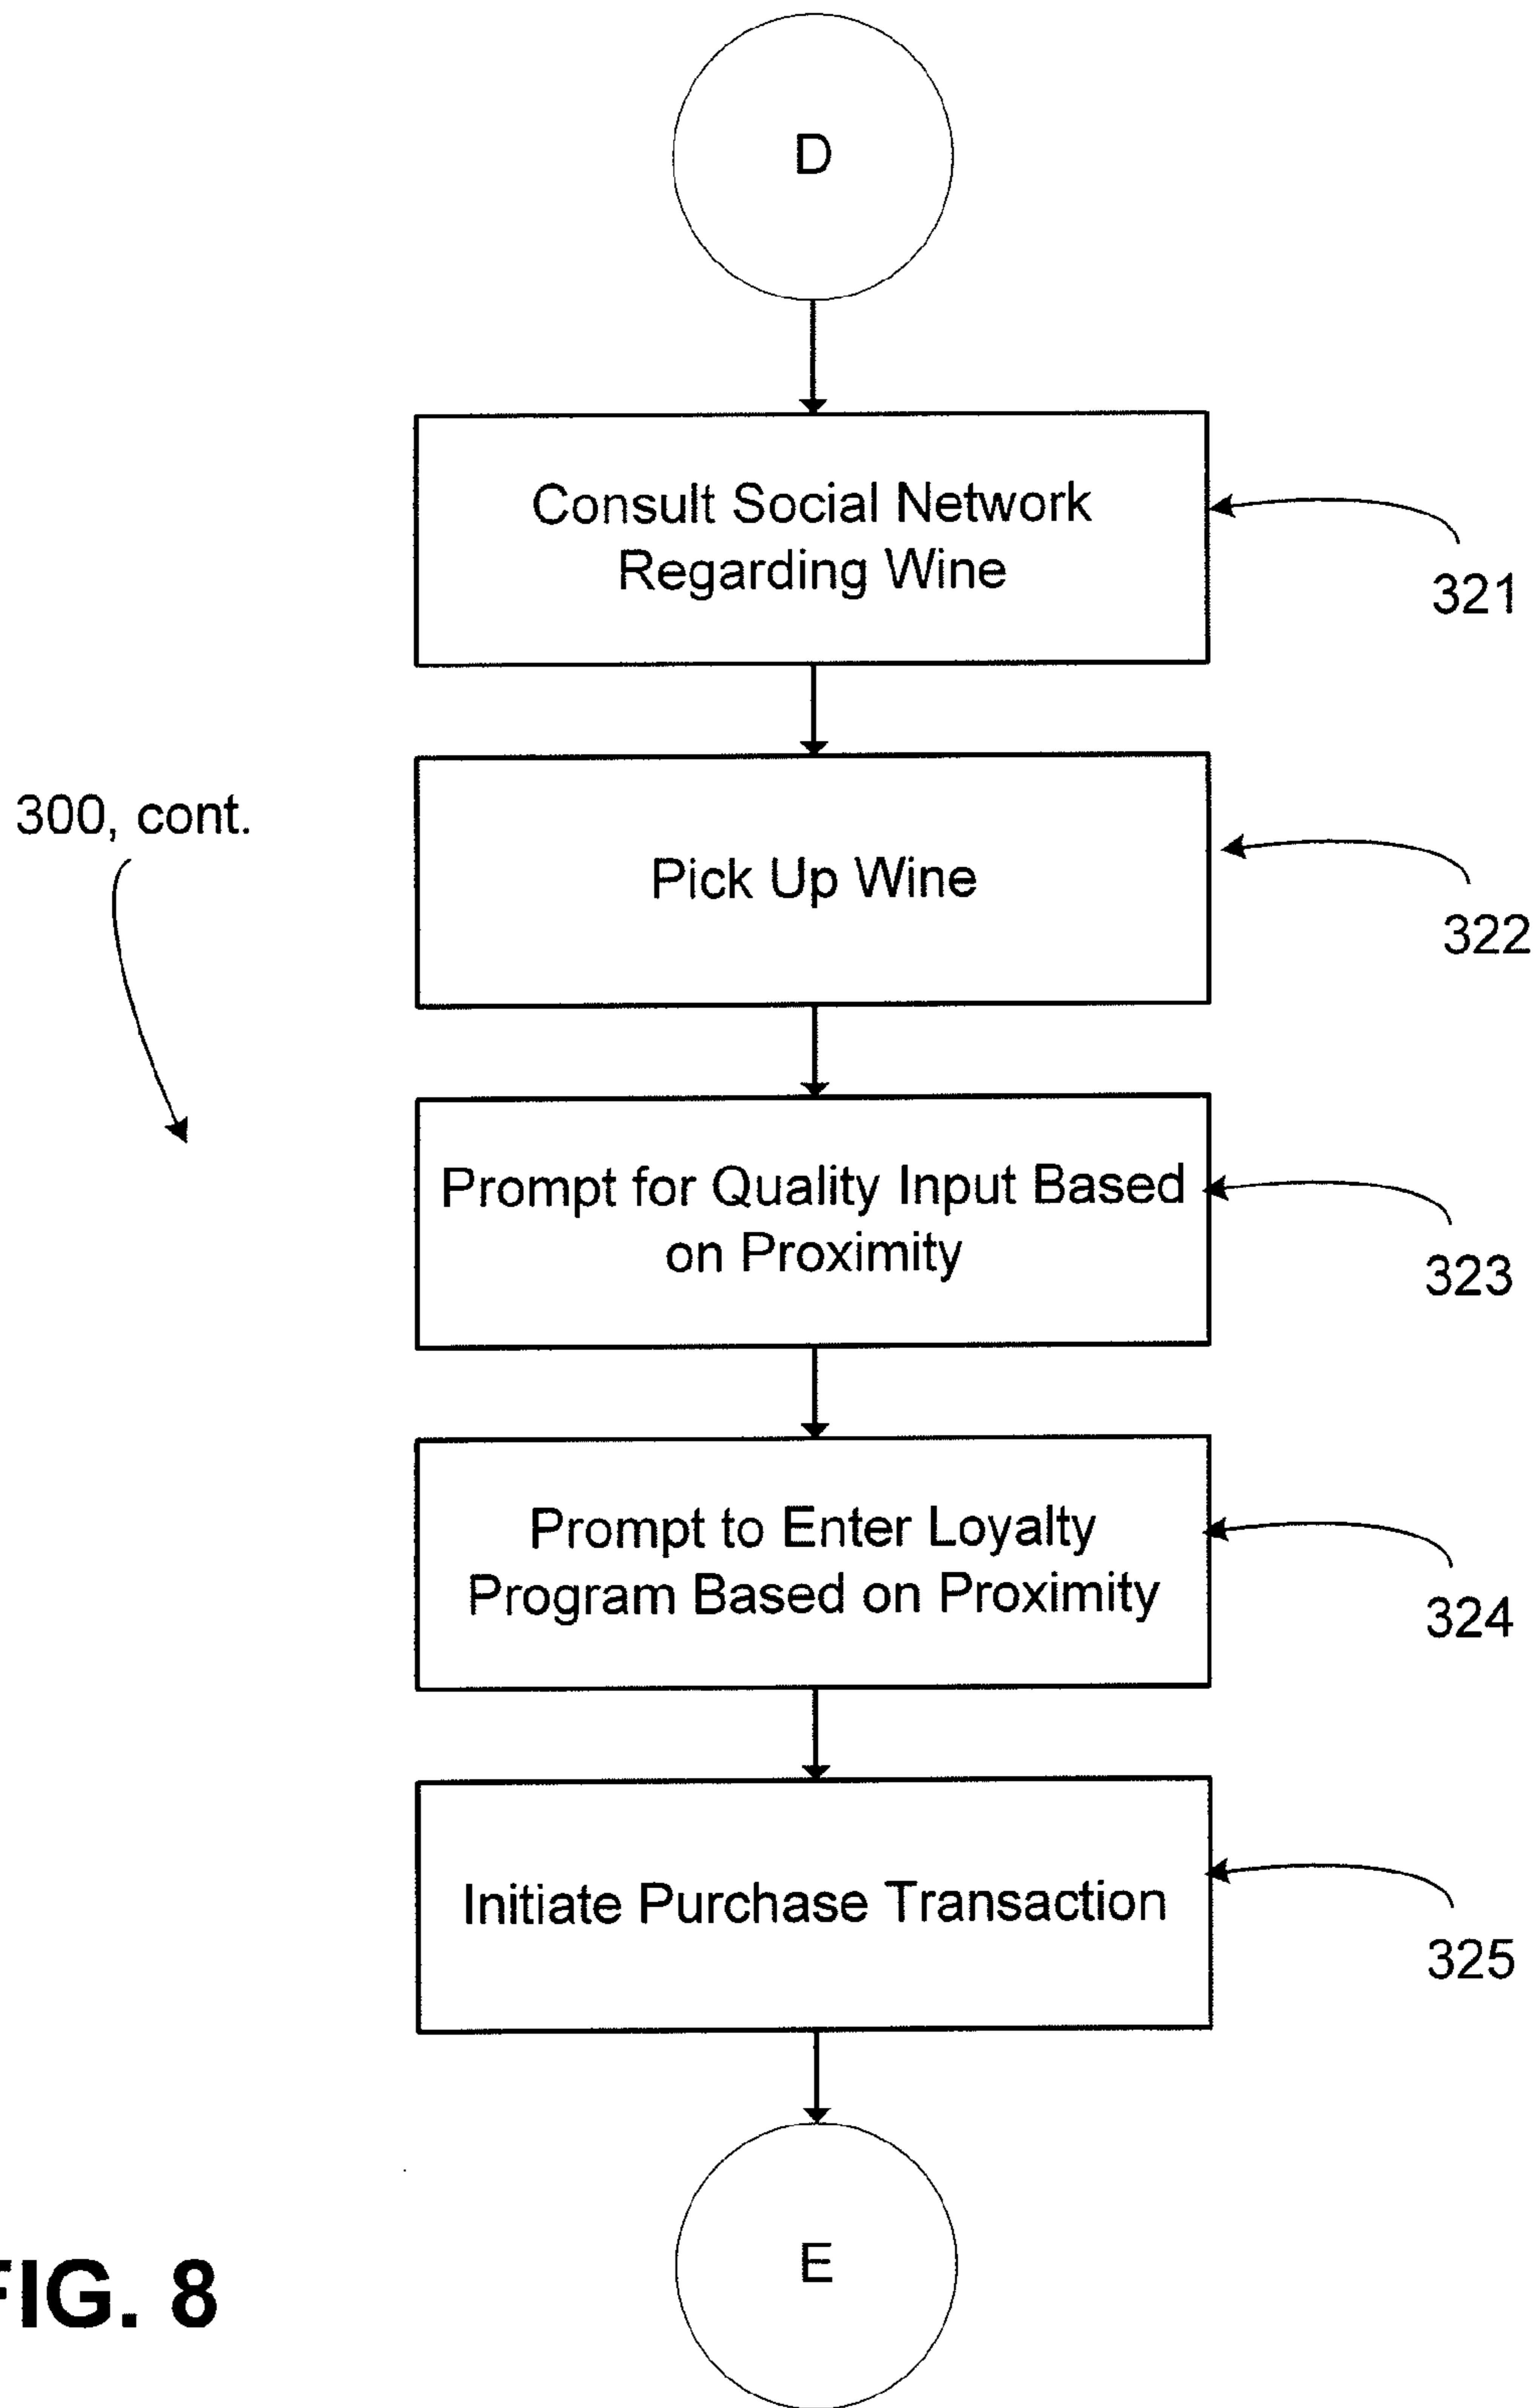 D
Consult Social Network
Regarding Wine
321
300, cont.
Pick Up Wine
322
Prompt for Quality Input Based
on Proximity
323
Prompt to Enter Loyalty
Program Based on Proximity
324
Initiate Purchase Transaction
325
E
FIG. 8